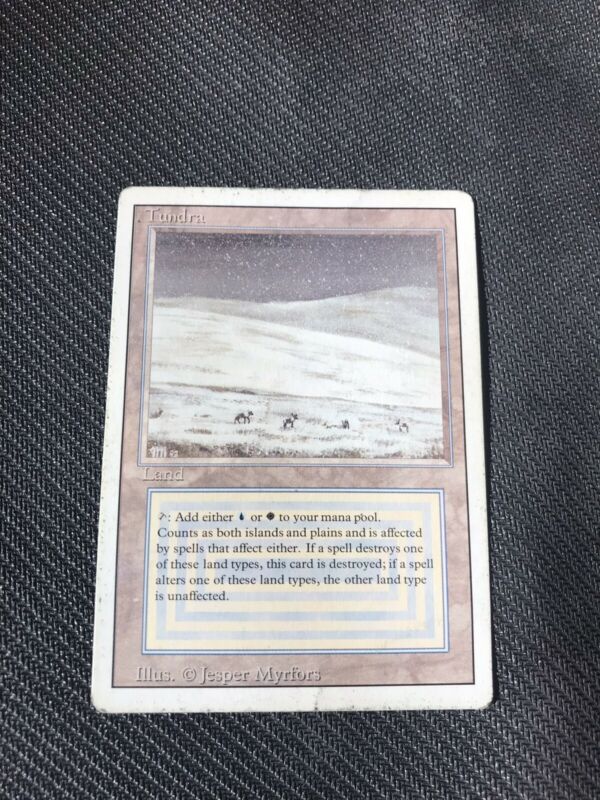 Tundra
Land
: Add either or to your mana pool.
Counts as both islands and plains and is affected
by spells that affect either. If a spell destroys one
of these land types, this card is destroyed; if a spell
alters one of these land types, the other land type
is unaffected.
Illus. © Jesper Myrfors